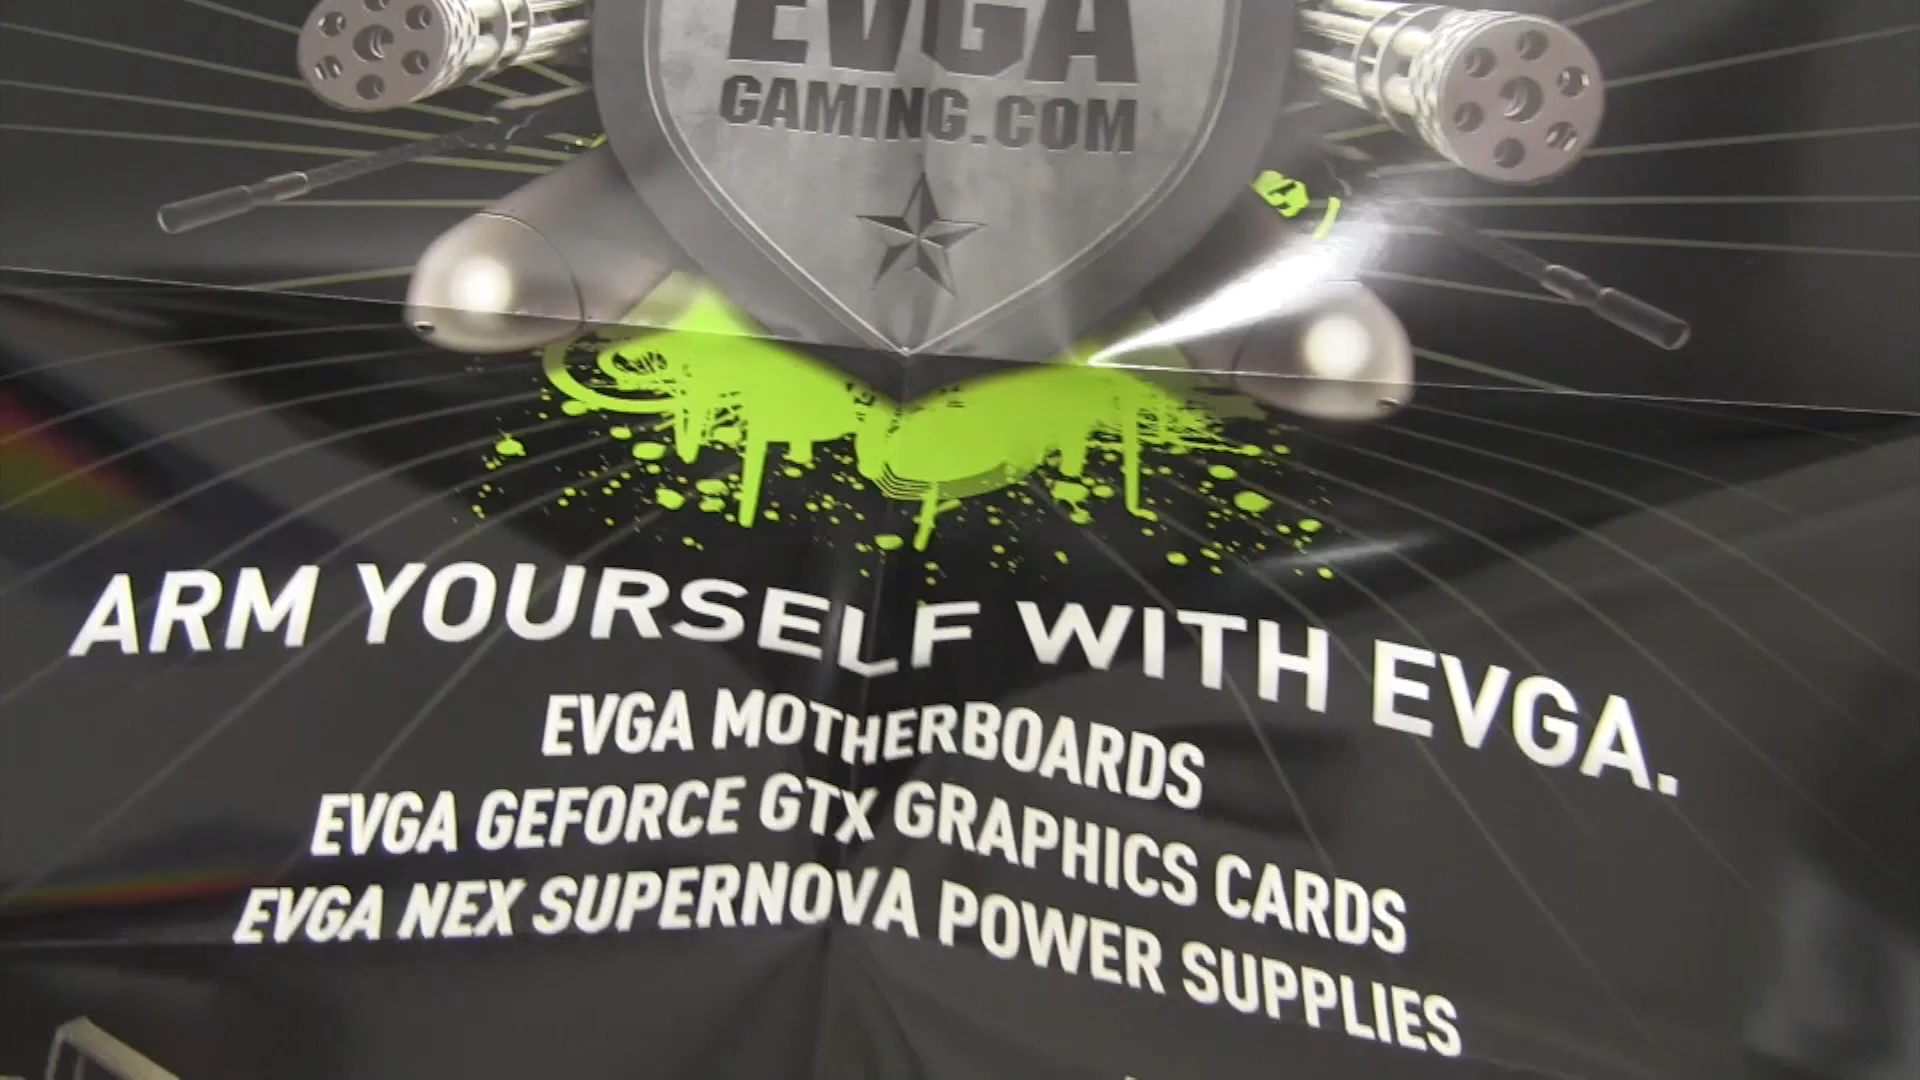 EVGA
GAMING.COM
ARM YOURSELF WITH EVGA.
EVGA MOTHERBOARDS
EVGA GEFORCE GTX GRAPHICS CARDS
EVGA NEX SUPERNOVA POWER SUPPLIES